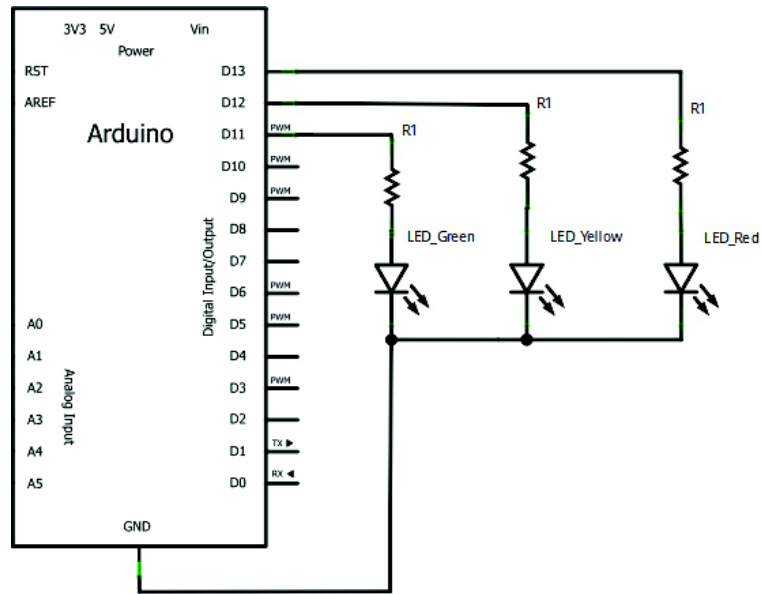 3V3 5V Vin
Power
RST
AREF
Arduino
D13
D12
D11 PWM
D10 PWM
D9 PWM
D8
D7
D6 PWM
D5 PWM
D4
D3 PWM
D2
D1 TX
D0 RX
Digital Input/Output
A0
A1
A2
A3
A4
A5
Analog Input
GND
R1
R1
R1
LED_Green
LED_Yellow
LED_Red